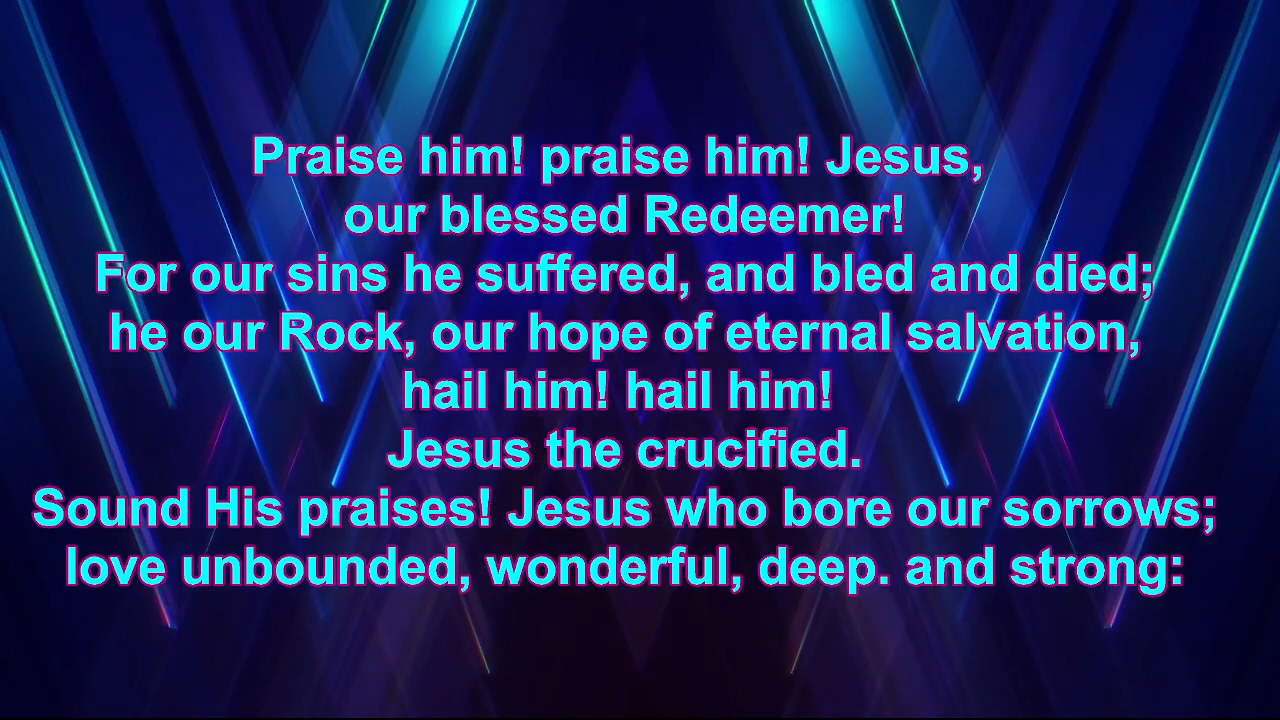 Praise him! praise him! Jesus,
our blessed Redeemer!
For our sins he suffered, and bled and died;
he our Rock, our hope of eternal salvation,
hail him! hail him!
Jesus the crucified.
Sound His praises! Jesus who bore our sorrows;
love unbounded, wonderful, deep. and strong: